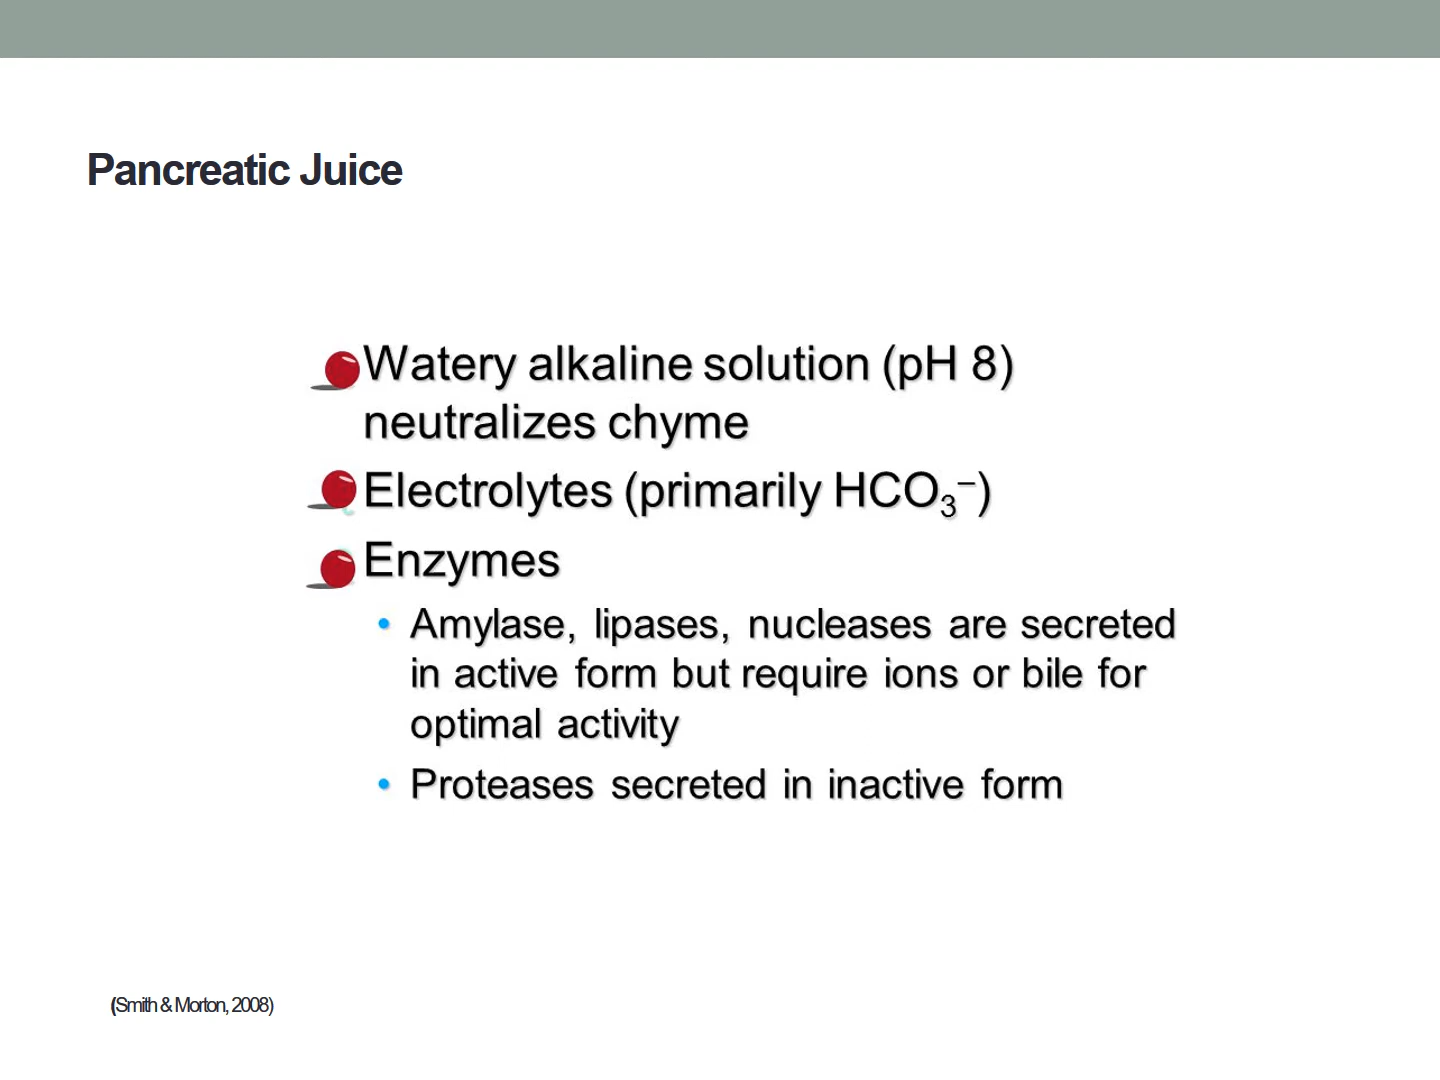 Pancreatic Juice
Watery alkaline solution (pH 8)
neutralizes chyme
Electrolytes (primarily HCO₃⁻)
Enzymes
• Amylase, lipases, nucleases are secreted
in active form but require ions or bile for
optimal activity
• Proteases secreted in inactive form
(Smith & Morton, 2008)